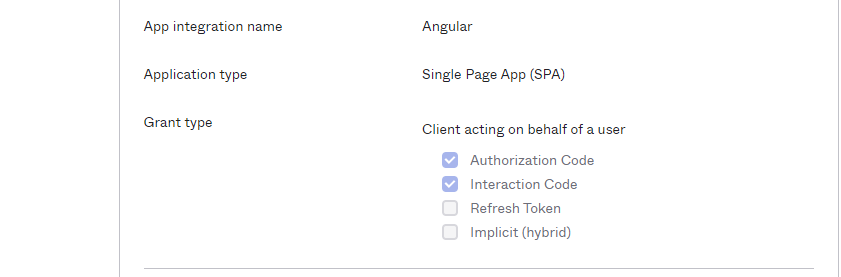 App integration name Angular
Application type Single Page App (SPA)
Grant type
Client acting on behalf of a user
Authorization Code
Interaction Code
Refresh Token
Implicit (hybrid)